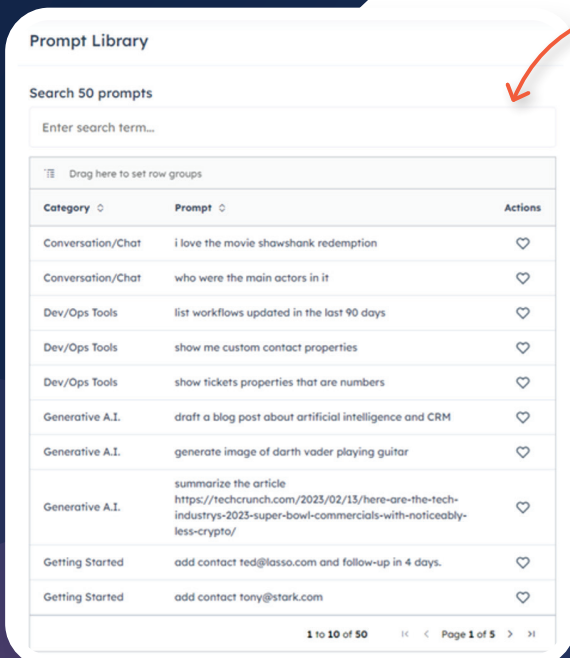 Prompt Library
Search 50 prompts
Enter search term...
Drag here to set row groups
Category Prompt Actions
Conversation/Chat i love the movie shawshank redemption
Conversation/Chat who were the main actors in it
Dev/Ops Tools list workflows updated in the last 90 days
Dev/Ops Tools show me custom contact properties
Dev/Ops Tools show tickets properties that are numbers
Generative A.I. draft a blog post about artificial intelligence and CRM
Generative A.I. generate image of darth vader playing guitar
summarize the article
https://techcrunch.com/2023/02/13/here-are-the-tech-
Generative A.I. industrys-2023-super-bowl-commercials-with-noticeably-
less-crypto/
Getting Started add contact ted@lasso.com and follow-up in 4 days.
Getting Started add contact tony@stark.com
1 to 10 of 50 Page 1 of 5